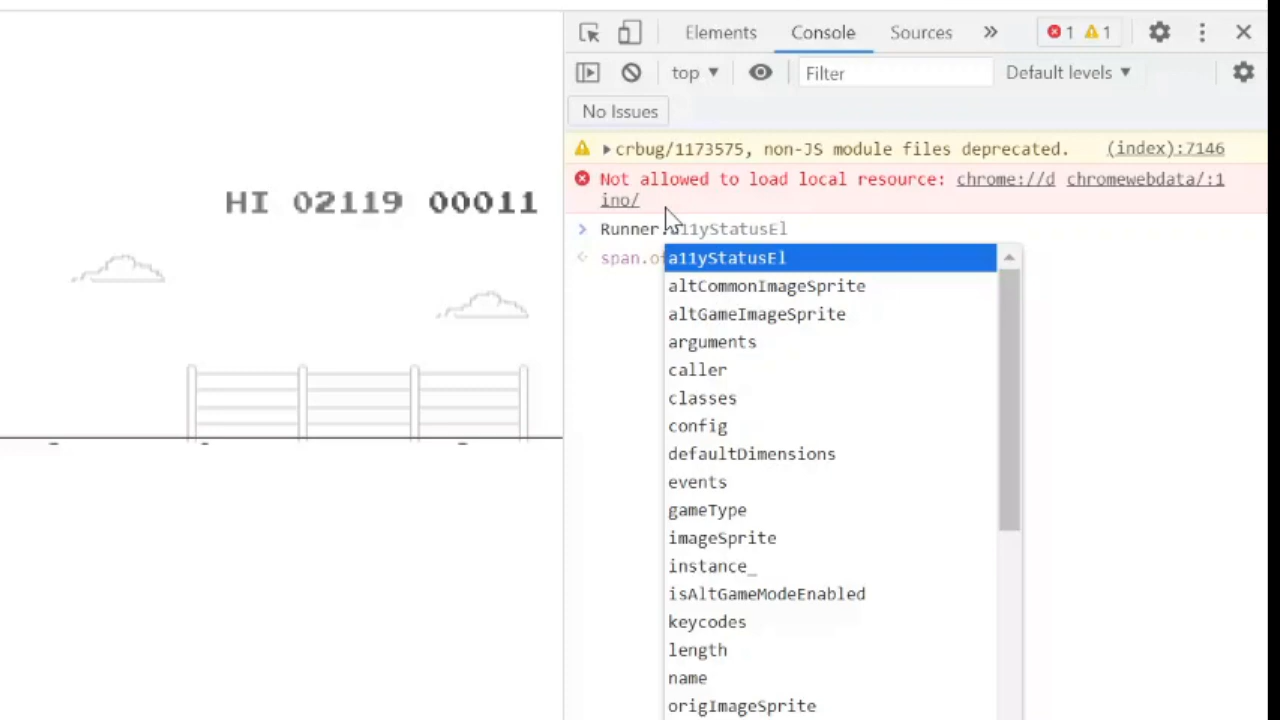 Elements Console Sources » 1 1
top ▼ Filter Default levels ▼
No Issues
crbug/1173575, non-JS module files deprecated. (index):7146
Not allowed to load local resource: chrome://d chromewebdata/:1
ino/
HI 02119 00011
Runner.a11yStatusEl
span.of
a11yStatusEl
altCommonImageSprite
altGameImageSprite
arguments
caller
classes
config
defaultDimensions
events
gameType
imageSprite
instance_
isAltGameModeEnabled
keycodes
length
name
origImageSprite